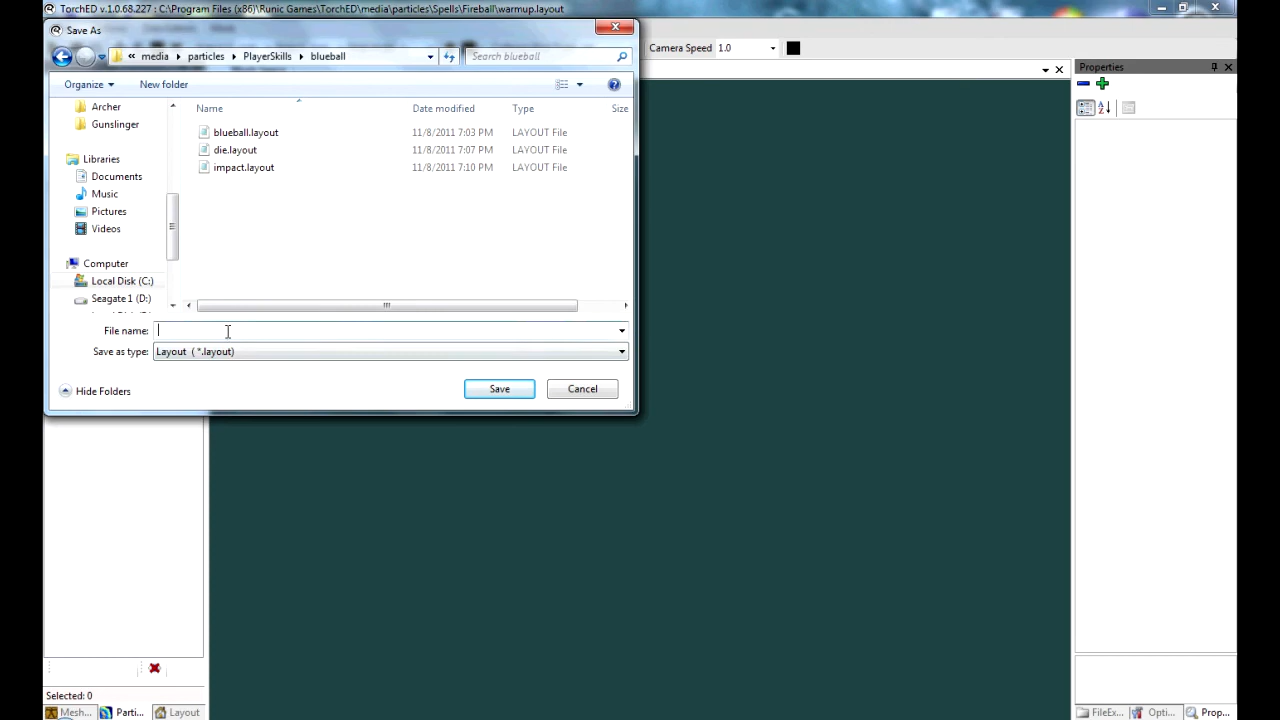 TorchED v.1.0.68.227 : C:\Program Files (x86)\Runic Games\TorchED\media\particles\Spells\Fireball\warmup.layout
Save As
Camera Speed 1.0
« media ▸ particles ▸ PlayerSkills ▸ blueball
Search blueball
Properties
Organize
New folder
Archer
Gunslinger
Libraries
Documents
Music
Pictures
Videos
Computer
Local Disk (C:)
Seagate 1 (D:)
Name Date modified Type Size
blueball.layout 11/8/2011 7:03 PM LAYOUT File
die.layout 11/8/2011 7:07 PM LAYOUT File
impact.layout 11/8/2011 7:10 PM LAYOUT File
File name:
Save as type: Layout ( *.layout)
Hide Folders
Save
Cancel
Selected: 0
Mesh... Parti... Layout
FileEx... Opti... Prop...